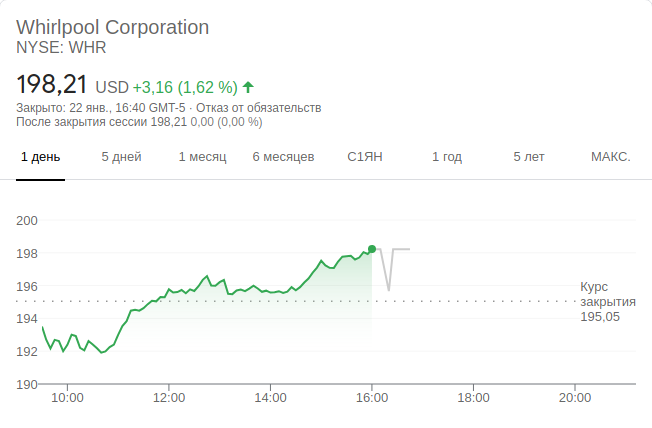 Whirlpool Corporation
NYSE: WHR
198,21 USD +3,16 (1,62 %)
Закрыто: 22 янв., 16:40 GMT-5 · Отказ от обязательств
После закрытия сессии 198,21 0,00 (0,00 %)
1 день 5 дней 1 месяц 6 месяцев С1ЯН 1 год 5 лет МАКС.
200
198
196
194
192
190
Курс
закрытия
195,05
10:00 12:00 14:00 16:00 18:00 20:00